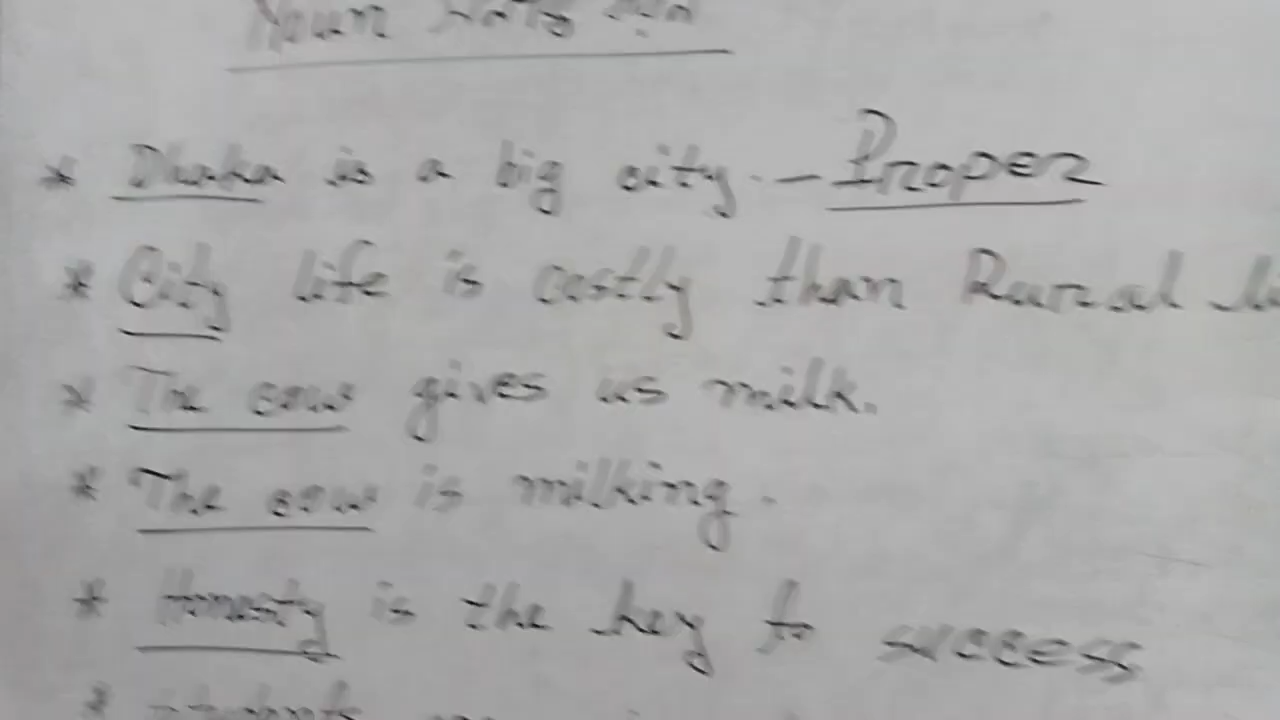 Noun
* Dhaka is a big city. - Proper
* City life is costly than Rural
* The cow gives us milk.
* The cow is milking.
* Honesty is the key to success
*